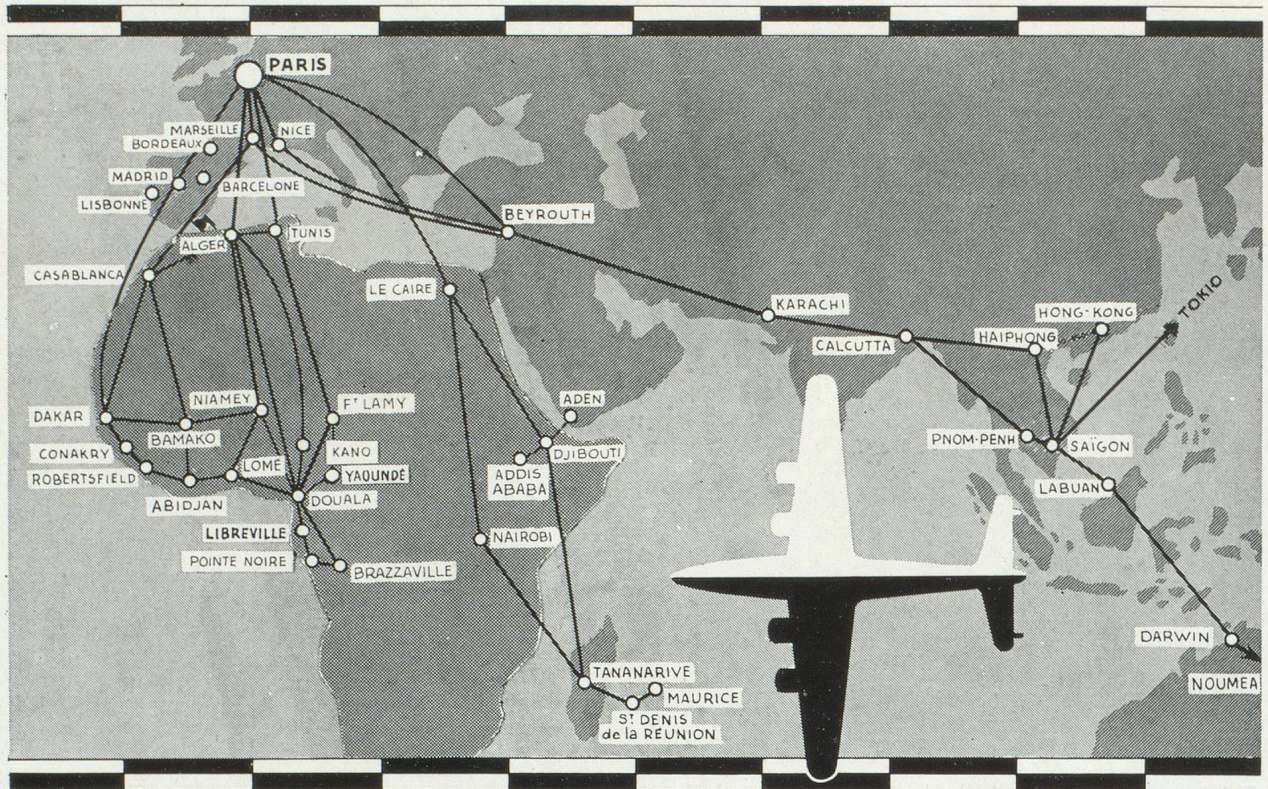 PARIS
MARSEILLE
NICE
BORDEAUX
MADRID
BARCELONE
LISBONNE
BEYROUTH
ALGER
TUNIS
CASABLANCA
LE CAIRE
KARACHI
TOKIO
HONG-KONG
CALCUTTA
HAIPHONG
DAKAR
NIAMEY
FT LAMY
ADEN
BAMAKO
CONAKRY
KANO
PNOM-PENH
SAÏGON
DJIBOUTI
ROBERTSFIELD
LOMÉ
YAOUNDÉ
ADDIS
ABABA
ABIDJAN
DOUALA
LABUAN
LIBREVILLE
NAIROBI
POINTE NOIRE
BRAZZAVILLE
DARWIN
TANANARIVE
NOUMEA
MAURICE
ST DENIS
de la RÉUNION